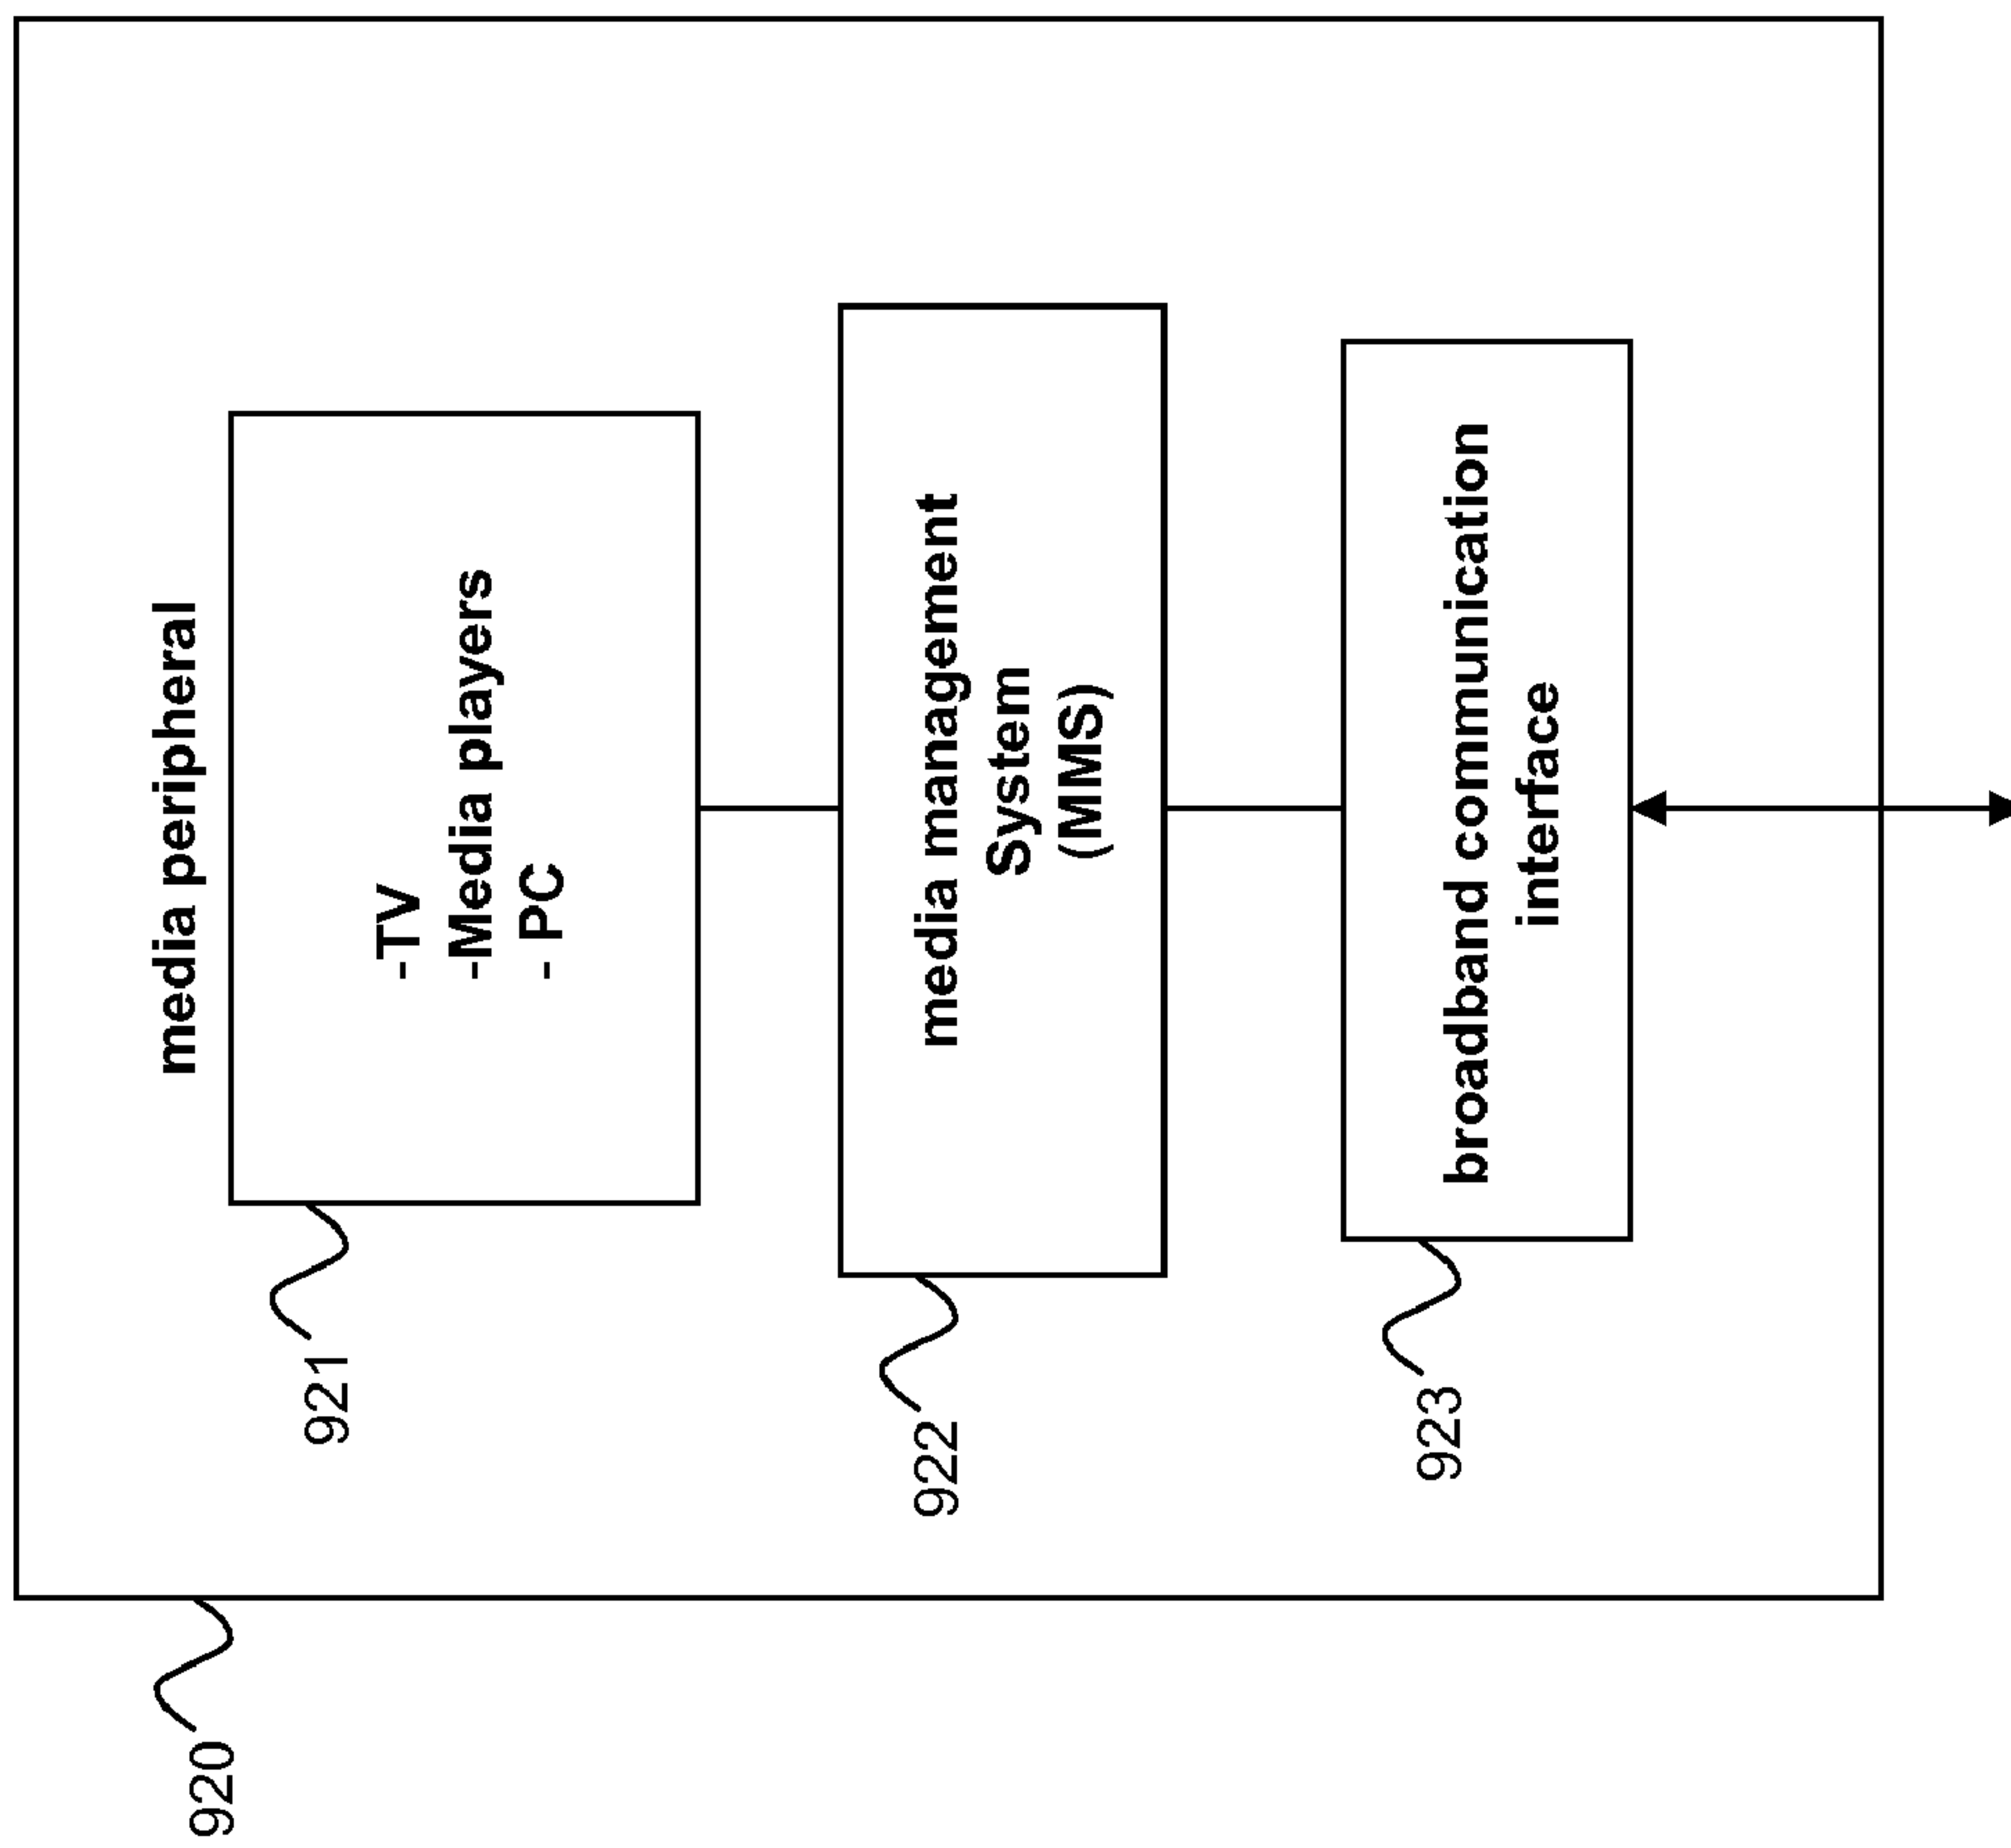 920
media peripheral
921
-TV
-Media players
- PC
922
media management
System
(MMS)
923
broadband communication
interface